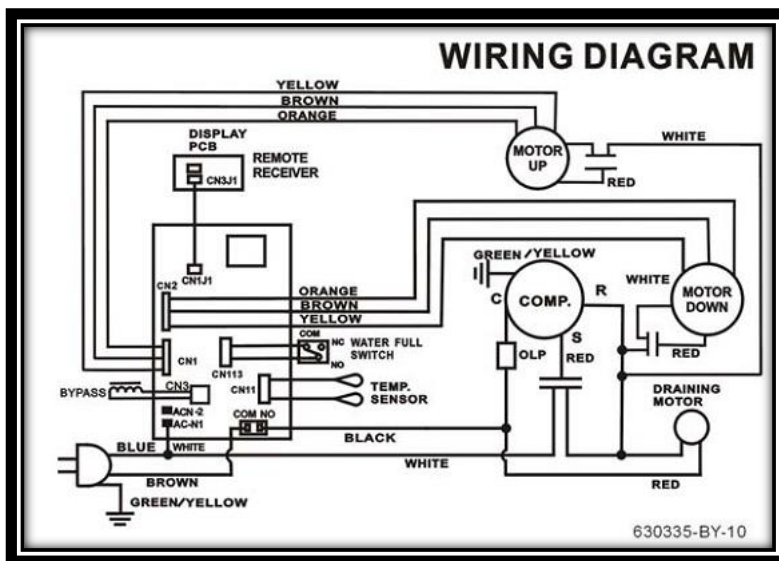 WIRING DIAGRAM
YELLOW
BROWN
ORANGE
DISPLAY
PCB
REMOTE
RECEIVER
CN3J1
MOTOR
UP
WHITE
RED
CN1J1
CN2
ORANGE
BROWN
YELLOW
GREEN/YELLOW
C
COMP.
R
S
WHITE
MOTOR
DOWN
RED
OLP
RED
CN1
CN113
COM
NC
NO
WATER FULL
SWITCH
BYPASS
CN3
CN11
TEMP.
SENSOR
ACN-2
AC-N1
COM NO
DRAINING
MOTOR
BLUE
WHITE
BLACK
WHITE
BROWN
RED
GREEN/YELLOW
630335-BY-10